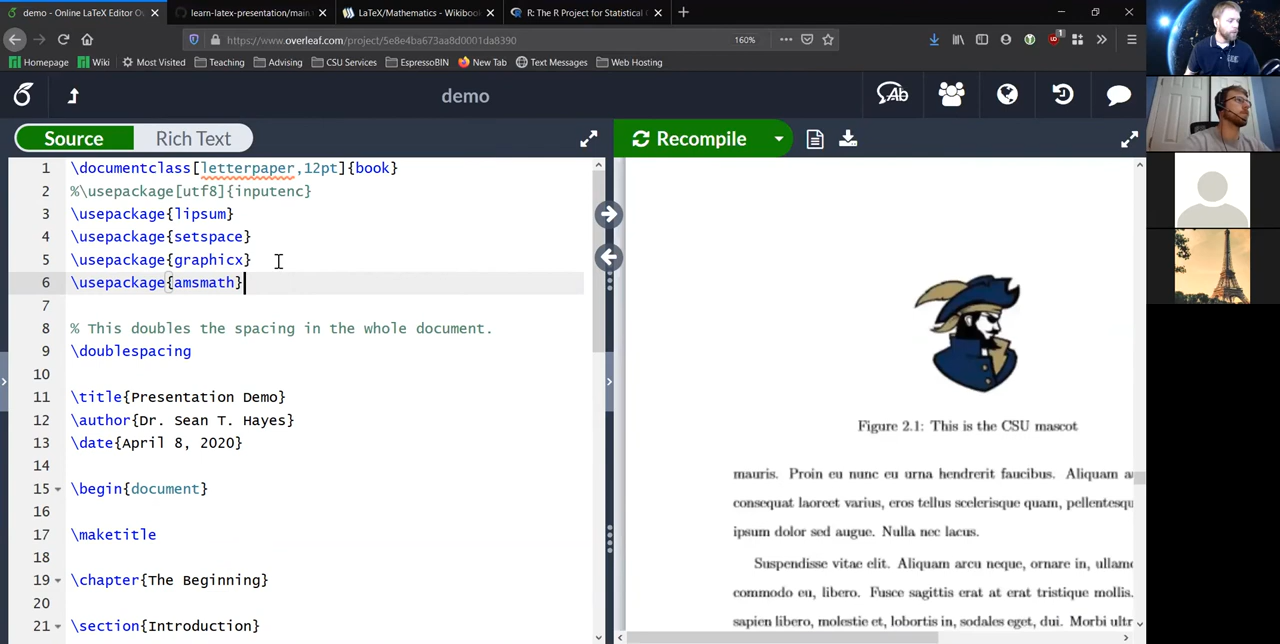 demo - Online LaTeX Editor Ov
learn-latex-presentation/main
LaTeX/Mathematics - Wikibook
R: The R Project for Statistical
https://www.overleaf.com/project/5e8e4ba673aa8d0001da8390
160%
1
Homepage Wiki Most Visited Teaching Advising CSU Services EspressoBIN New Tab Text Messages Web Hosting
demo
Source Rich Text
Recompile
1 \documentclass[letterpaper,12pt]{book}
2 %\usepackage[utf8]{inputenc}
3 \usepackage{lipsum}
4 \usepackage{setspace}
5 \usepackage{graphicx}
6 \usepackage{amsmath}
7
8 % This doubles the spacing in the whole document.
9 \doublespacing
10
11 \title{Presentation Demo}
12 \author{Dr. Sean T. Hayes}
13 \date{April 8, 2020}
14
15 \begin{document}
16
17 \maketitle
18
19 \chapter{The Beginning}
20
21 \section{Introduction}
Figure 2.1: This is the CSU mascot
mauris. Proin eu nunc eu urna hendrerit faucibus. Aliquam
consequat laoreet varius, eros tellus scelerisque quam, pellentesqu
ipsum dolor sed augue. Nulla nec lacus.
Suspendisse vitae elit. Aliquam arcu neque, ornare in, ullam
commodo eu, libero. Fusce sagittis erat at erat tristique mollis.
sapien libero, molestie et, lobortis in, sodales eget, dui. Morbi ultr